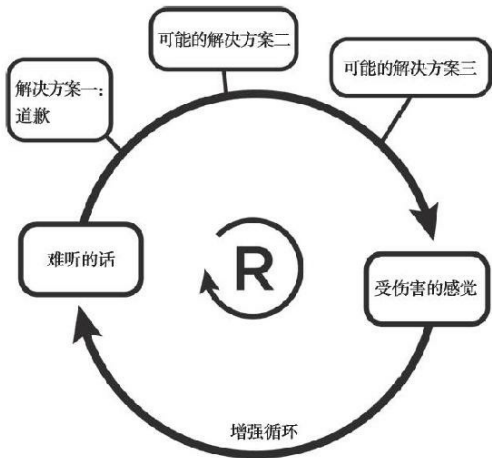 可能的解决方案二
可能的解决方案三
解决方案一：
道歉
难听的话
R
受伤害的感觉
增强循环